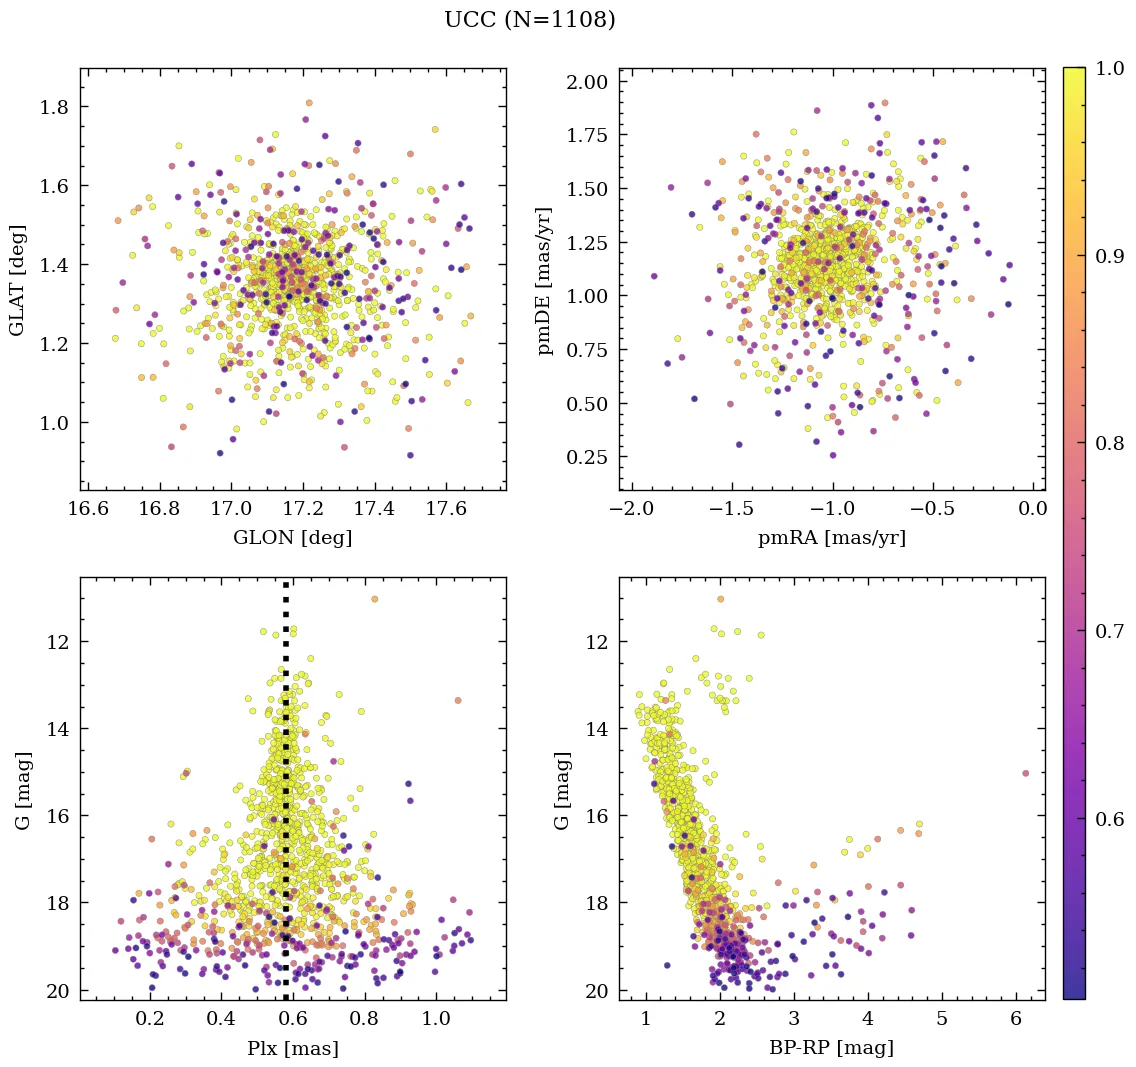 UCC (N=1108)
1.8
1.6
1.4
1.2
1.0
GLAT [deg]
16.6 16.8 17.0 17.2 17.4 17.6
GLON [deg]
2.00
1.75
1.50
1.25
1.00
0.75
0.50
0.25
pmDE [mas/yr]
−2.0 −1.5 −1.0 −0.5 0.0
pmRA [mas/yr]
1.0
0.9
0.8
0.7
0.6
12
14
16
18
20
G [mag]
0.2 0.4 0.6 0.8 1.0
Plx [mas]
12
14
16
18
20
G [mag]
1 2 3 4 5 6
BP-RP [mag]